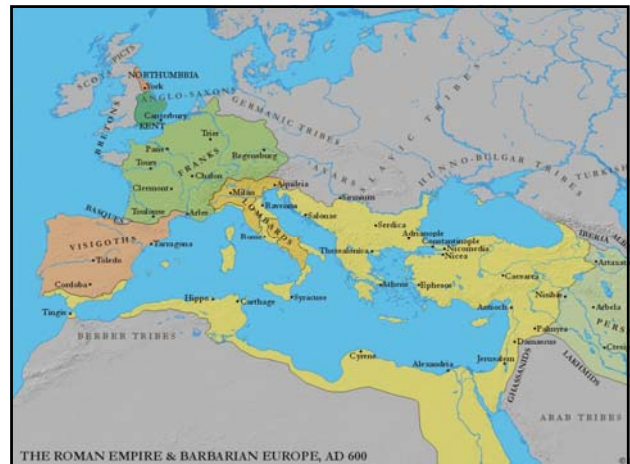 PICTS
SCOTS
NORTHUMBRIA
York
ANGLO-SAXONS
BRETONS
Canterbury
KENT
GERMANIC TRIBES
SLAVIC TRIBES
HUNNO-BULGAR TRIBES
TURKISH
AVARS
Trier
Paris
Regensburg
FRANKS
Tours
Chalon
Clermont
Toulouse
Arles
BASQUES
Milan
Aquileia
Ravenna
LOMBARDS
Rome
Sirmium
Salonae
Serdica
Adrianople
Constantinople
Thessalonica
Nicomedia
Nicea
IBERIA
VISIGOTHS
Tarragona
Toledo
Cordoba
Tingis
Athens
Ephesus
Caesarea
Artaxat
Nisibis
Arbela
PERS
Hippo
Carthage
Syracuse
Antioch
Palmyra
Damascus
BERBER TRIBES
Cyrene
Alexandria
Jerusalem
GHASSANIDS
LAKHMIDS
ARAB TRIBES
THE ROMAN EMPIRE & BARBARIAN EUROPE, AD 600
©